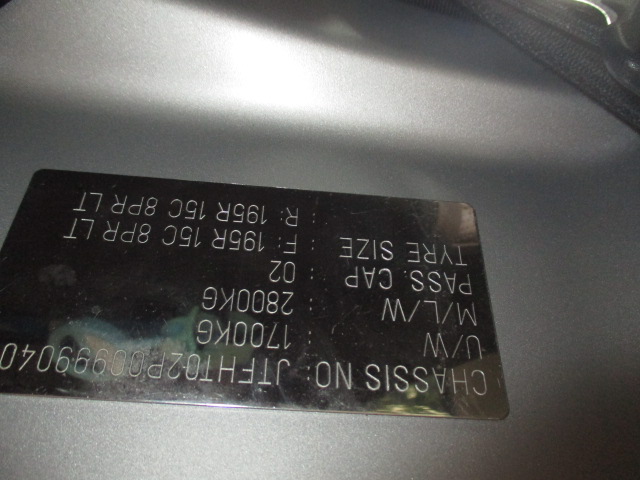 CHASSIS NO: JTFHT02P00999040
U/W : 1700KG
M/L/W : 2800KG
PASS. CAP : 02
TYRE SIZE : F: 195R 15C 8PR LT
: R: 195R 15C 8PR LT